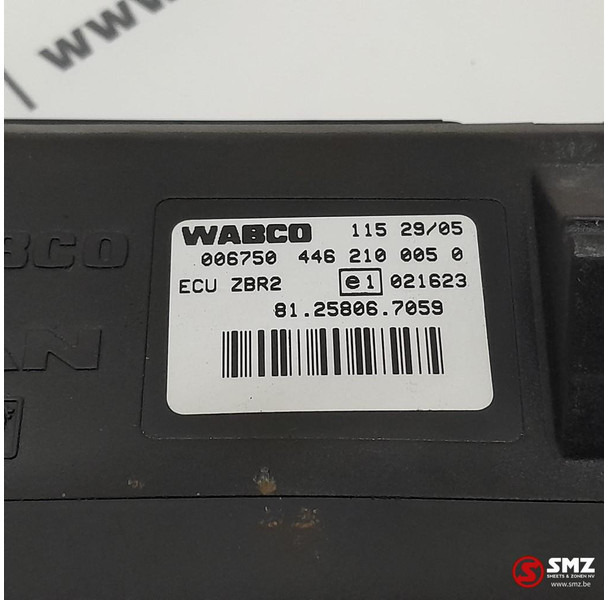 WABCO 115 29/05
006750 446 210 005 0
ECU ZBR2 e1 021623
81.25806.7059
SMZ
SMEETS & ZONEN NV
www.smz.be